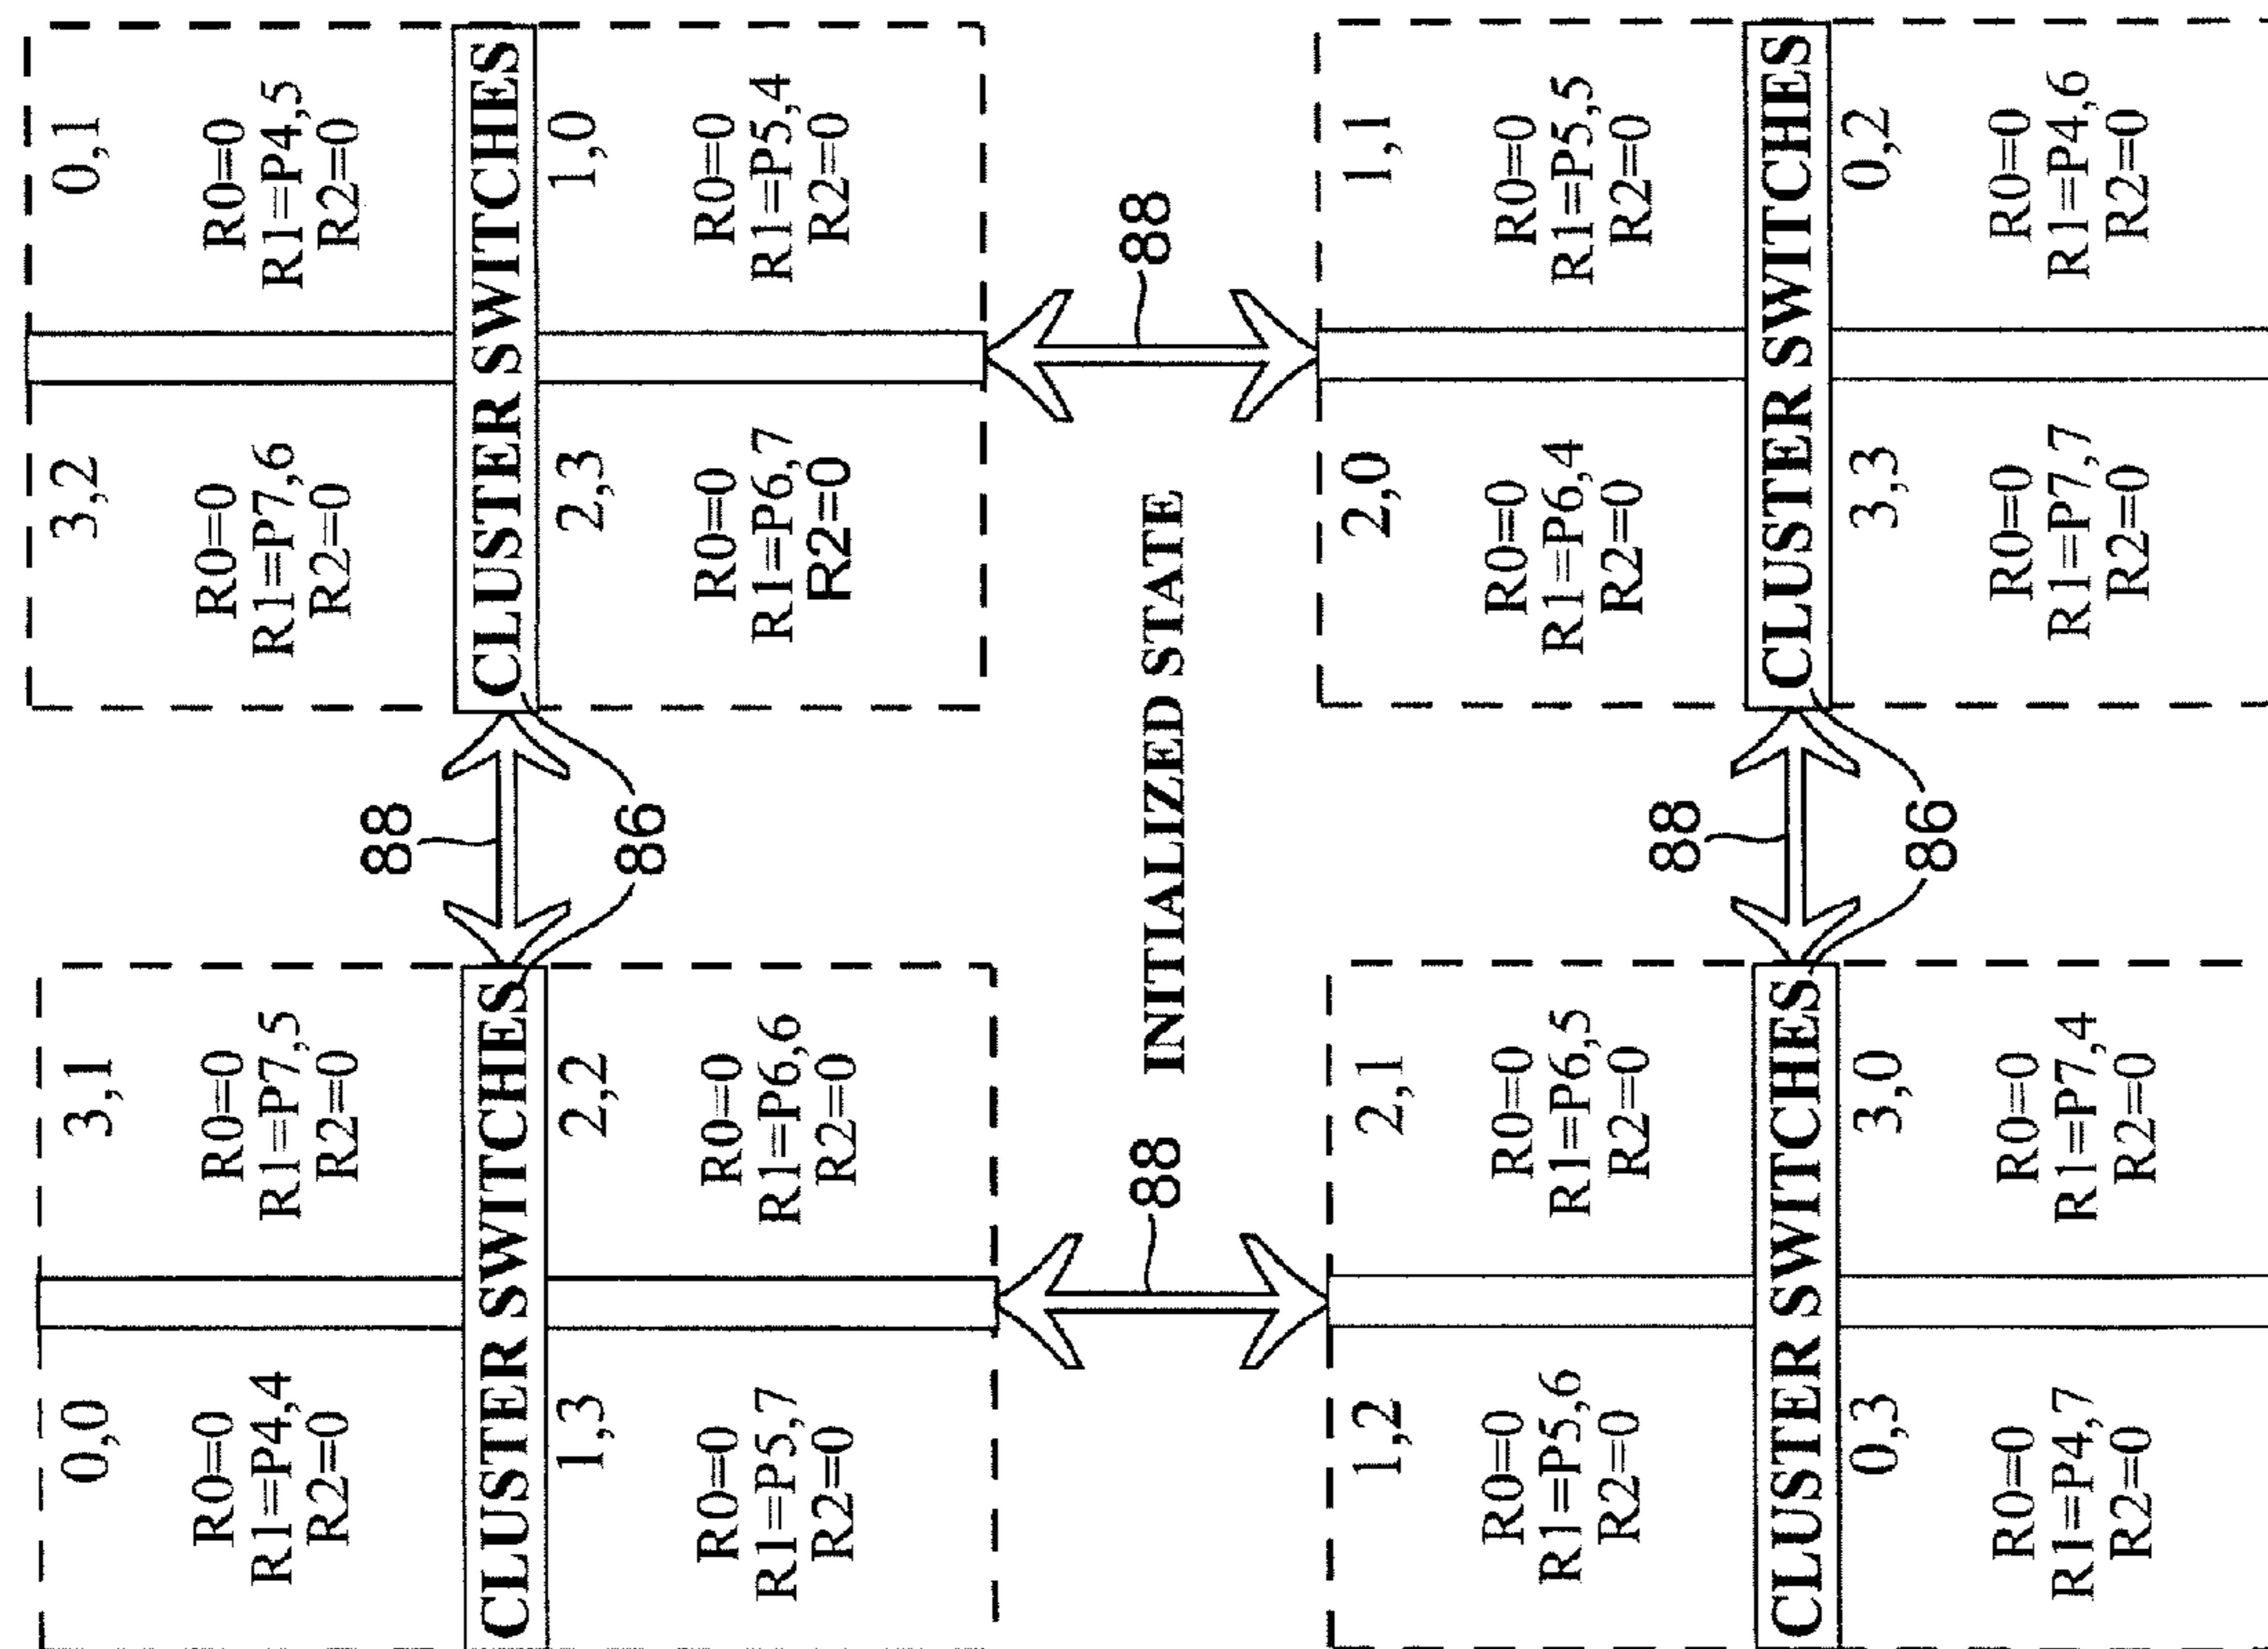 0,0
R0=0
R1=P4,4
R2=0
3,1
R0=0
R1=P7,5
R2=0
CLUSTER SWITCHES
1,3
R0=0
R1=P5,7
R2=0
2,2
R0=0
R1=P6,6
R2=0
88
86
3,2
R0=0
R1=P7,6
R2=0
0,1
R0=0
R1=P4,5
R2=0
CLUSTER SWITCHES
2,3
R0=0
R1=P6,7
R2=0
1,0
R0=0
R1=P5,4
R2=0
88
INITIALIZED STATE
88
1,2
R0=0
R1=P5,6
R2=0
2,1
R0=0
R1=P6,5
R2=0
CLUSTER SWITCHES
0,3
R0=0
R1=P4,7
R2=0
3,0
R0=0
R1=P7,4
R2=0
88
86
2,0
R0=0
R1=P6,4
R2=0
1,1
R0=0
R1=P5,5
R2=0
CLUSTER SWITCHES
3,3
R0=0
R1=P7,7
R2=0
0,2
R0=0
R1=P4,6
R2=0